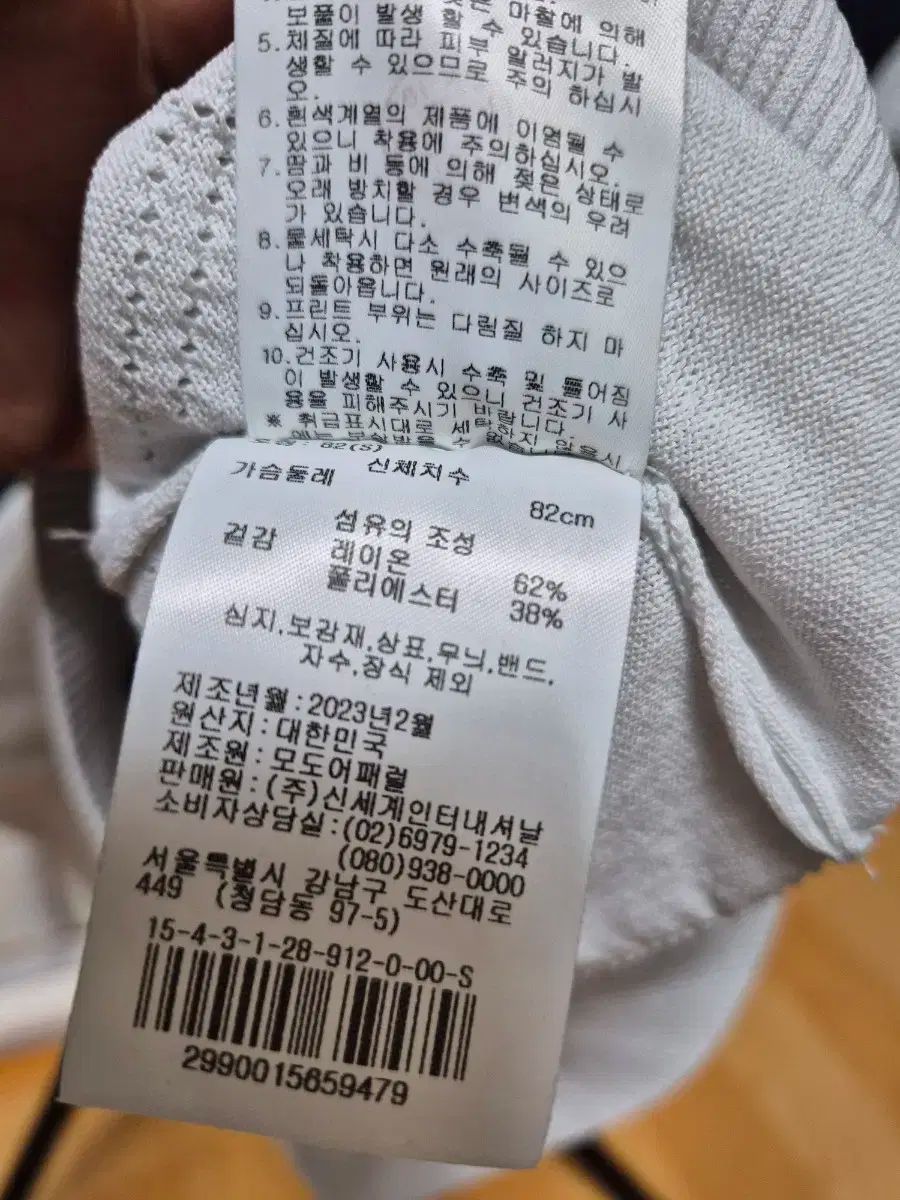 보풀이 발생 할 수 있습니다.
마찰에 의해
5.체질에 따라 피부 알러지가 발
생할 수 있으므로 주의 하십시
오.
6.흰색계열의 제품에 이염될 수
있으니 착용에 주의하십시오.
7.땀과 비 등에 의해 젖은 상태로
오래 방치할 경우 변색의 우려
가 있습니다.
8.물세탁시 다소 수축될 수 있으
나 착용하면 원래의 사이즈로
되돌아옵니다.
9.프린트 부위는 다림질 하지 마
십시오.
10.건조기 사용시 수축 및 틀어짐
이 발생할 수 있으니 건조기 사
용을 피해주시기 바랍니다.
※ 취급표시대로 세탁하지 않을시
82(S)
신체치수
가슴둘레 82cm
섬유의 조성
겉감 레이온 62%
폴리에스터 38%
심지.보강재.상표.무늬.밴드.
자수.장식 제외
제조년월:2023년2월
원산지:대한민국
제조원:모도어패럴
판매원:(주)신세계인터내셔날
소비자상담실:(02)6979-1234
(080)938-0000
서울특별시 강남구 도산대로
449 (청담동 97-5)
15-4-3-1-28-912-0-00-S
2990015659479